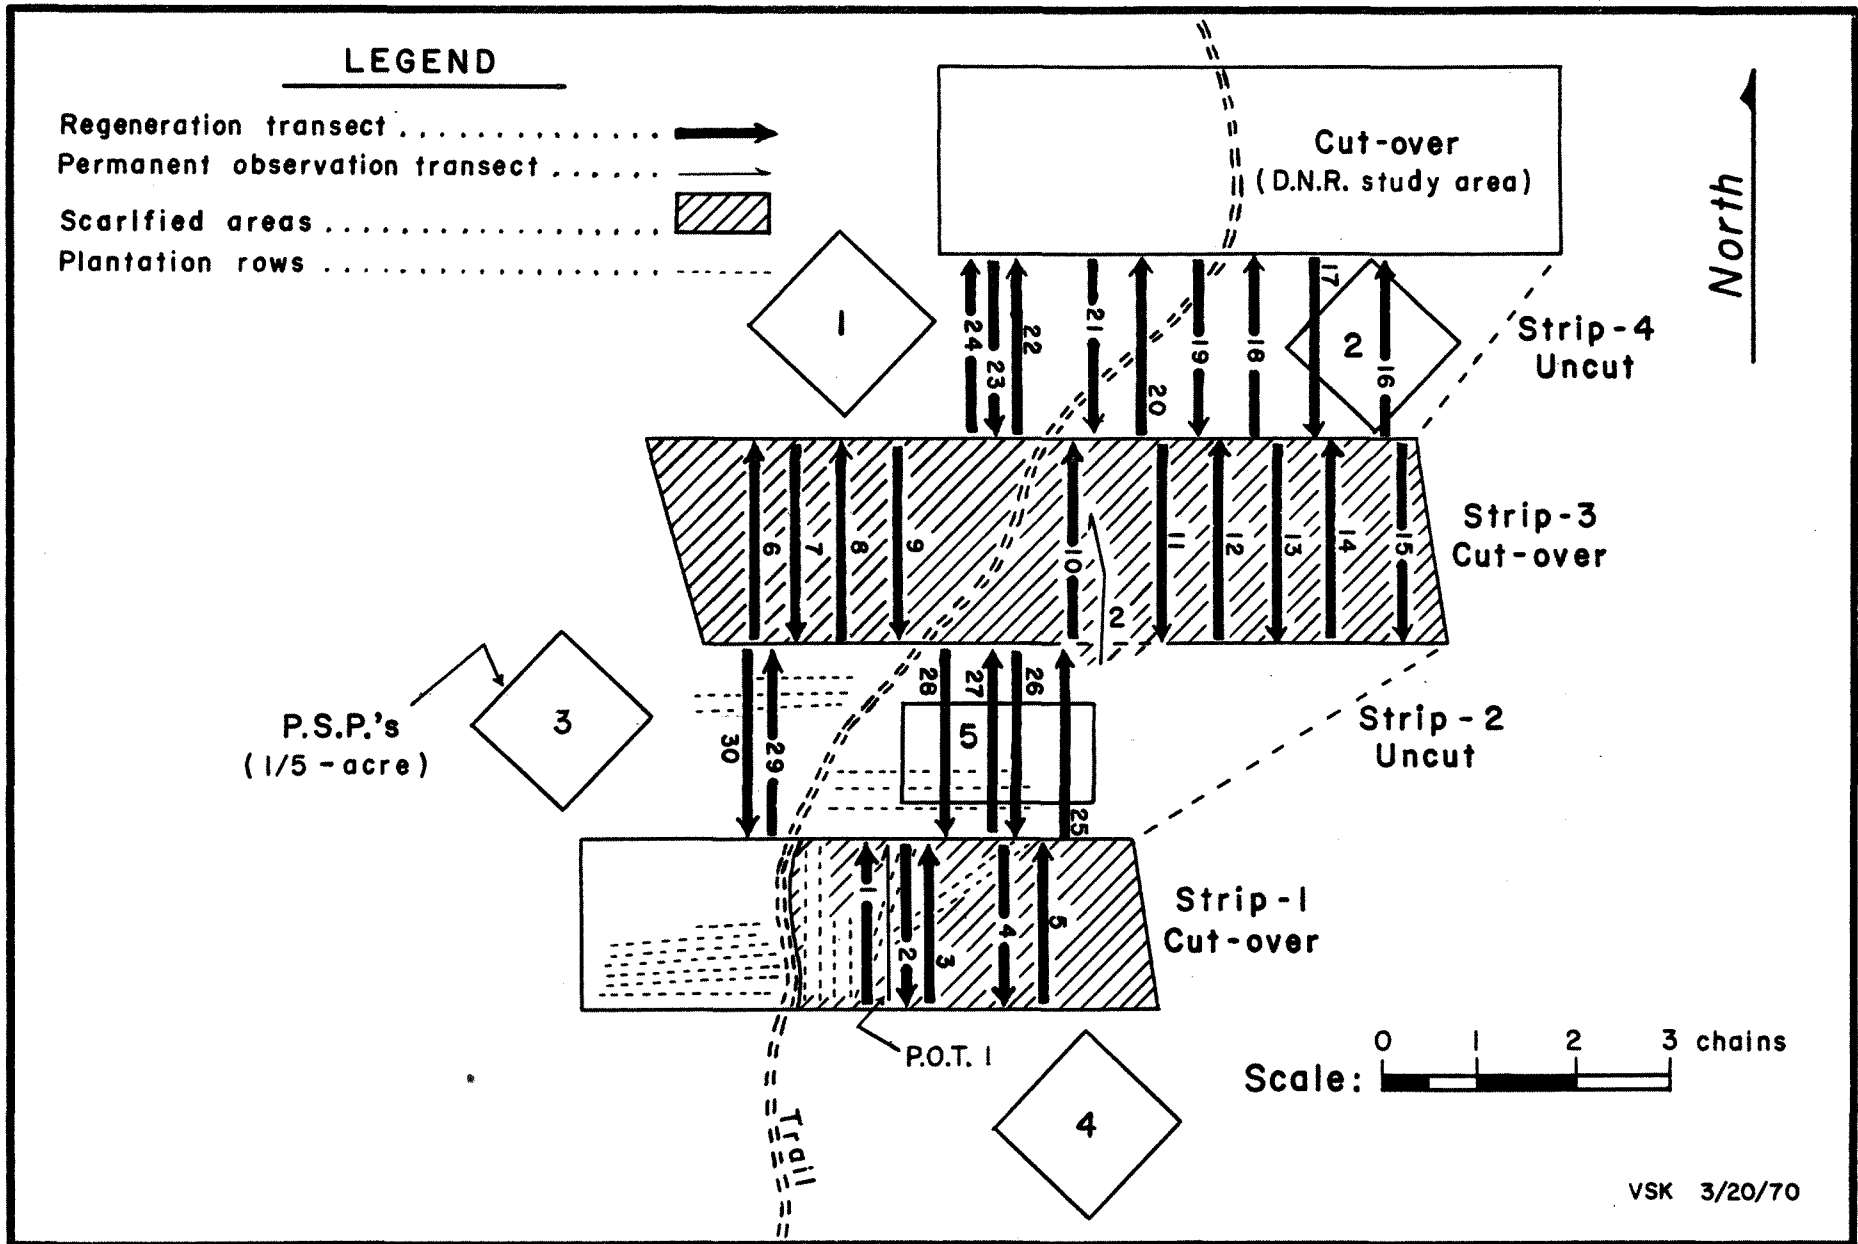 LEGEND
Regeneration transect ..............
Permanent observation transect ......
Scarified areas ..................
Plantation rows ..................
Cut-over
(D.N.R. study area)
North
1
24
23
22
21
20
19
18
17
2
16
Strip-4
Uncut
6
7
8
9
10
2
11
12
13
14
15
Strip-3
Cut-over
P.S.P.'s
(1/5-acre)
3
30
29
28
27
26
5
25
Strip-2
Uncut
1
2
3
4
5
Strip-1
Cut-over
P.O.T. 1
4
Trail
0 1 2 3 chains
Scale:
VSK 3/20/70